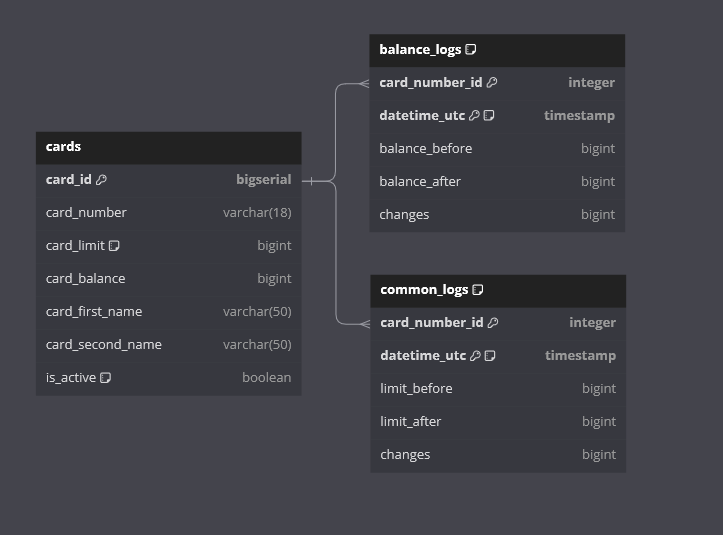 cards
card_id bigserial
card_number varchar(18)
card_limit bigint
card_balance bigint
card_first_name varchar(50)
card_second_name varchar(50)
is_active boolean
balance_logs
card_number_id integer
datetime_utc timestamp
balance_before bigint
balance_after bigint
changes bigint
common_logs
card_number_id integer
datetime_utc timestamp
limit_before bigint
limit_after bigint
changes bigint